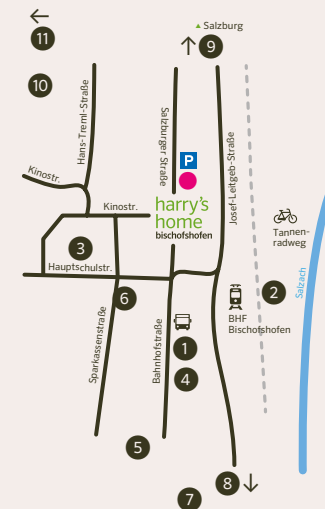 Salzburg
11
9
10
Hans-Treml-Straße
Salzburger Straße
P
Josef-Leitgeb-Straße
Kinostr.
Kinostr.
harry's
home
bischofshofen
Tannen-
radweg
3
Hauptschulstr.
Salzach
2
6
BHF
Bischofshofen
Sparkassenstraße
Bahnhofstraße
1
4
5
8
7